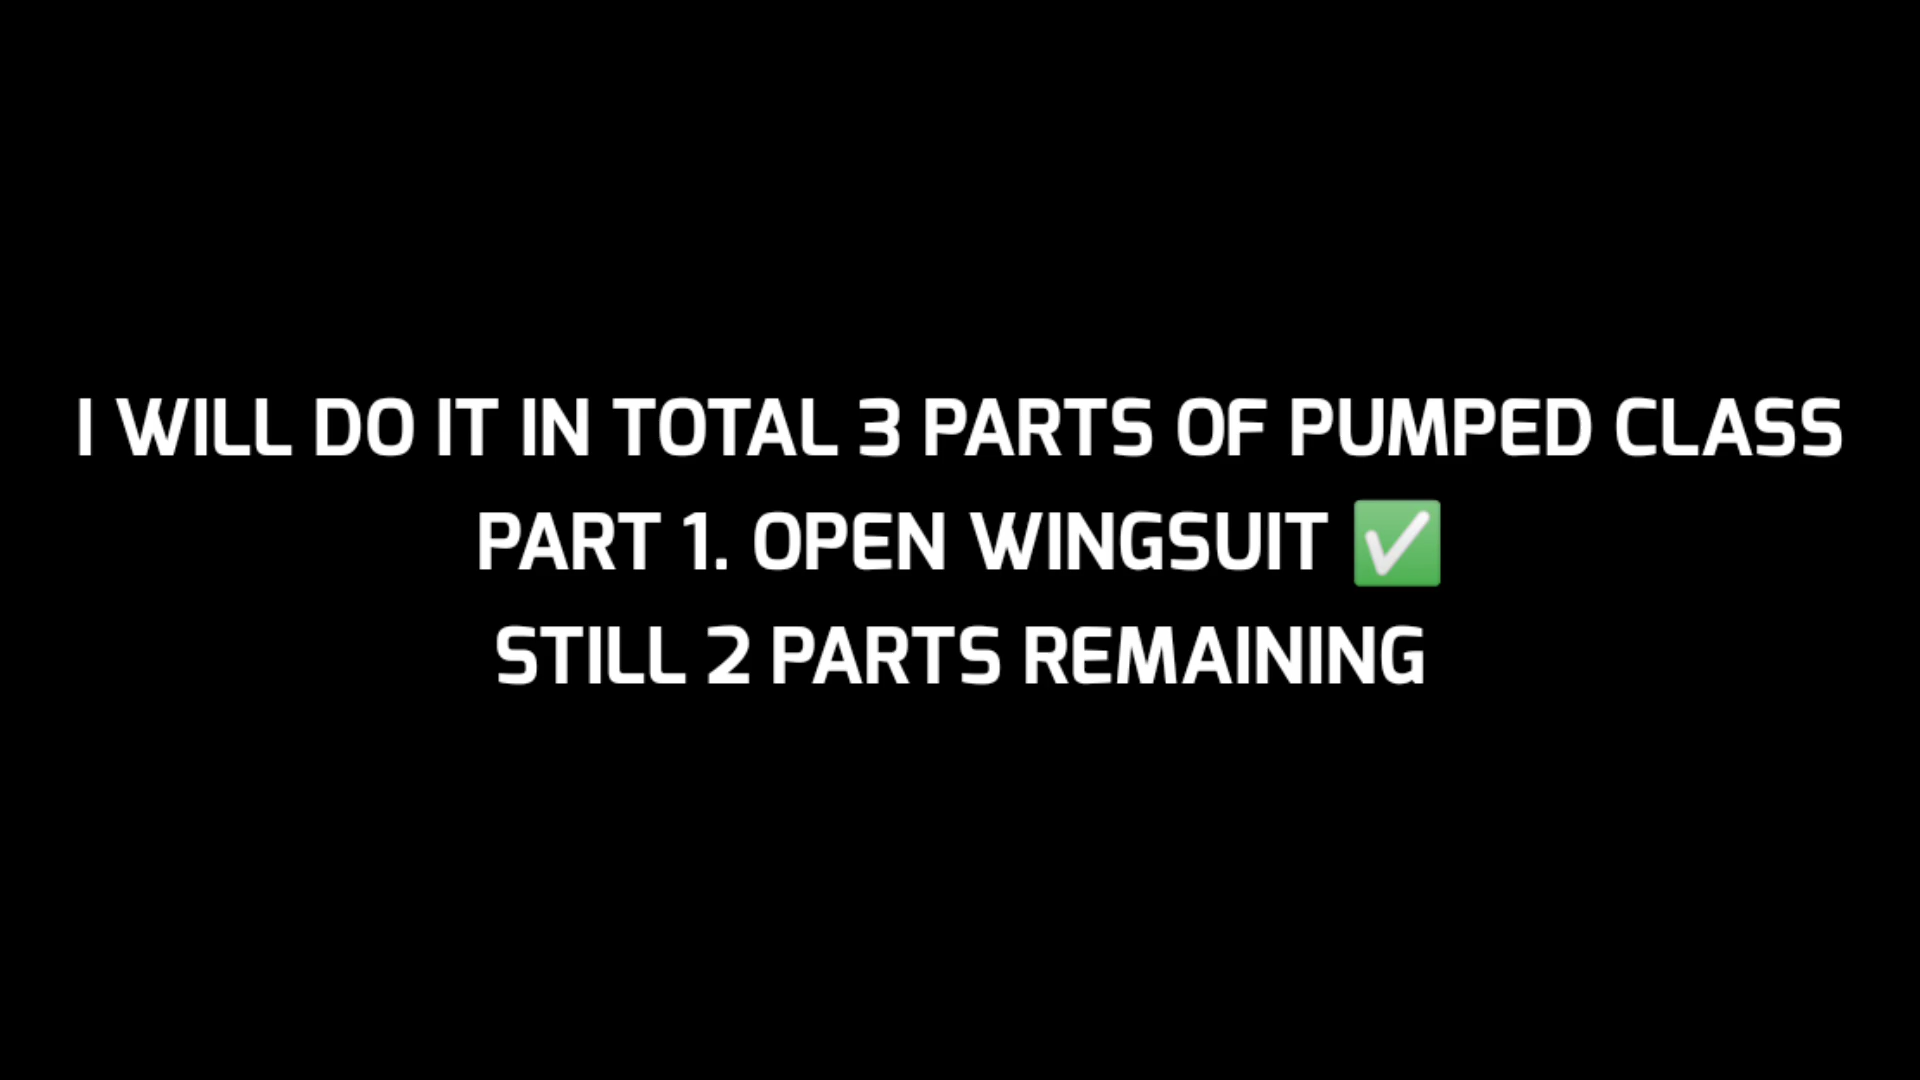 I WILL DO IT IN TOTAL 3 PARTS OF PUMPED CLASS
PART 1. OPEN WINGSUIT ✅
STILL 2 PARTS REMAINING